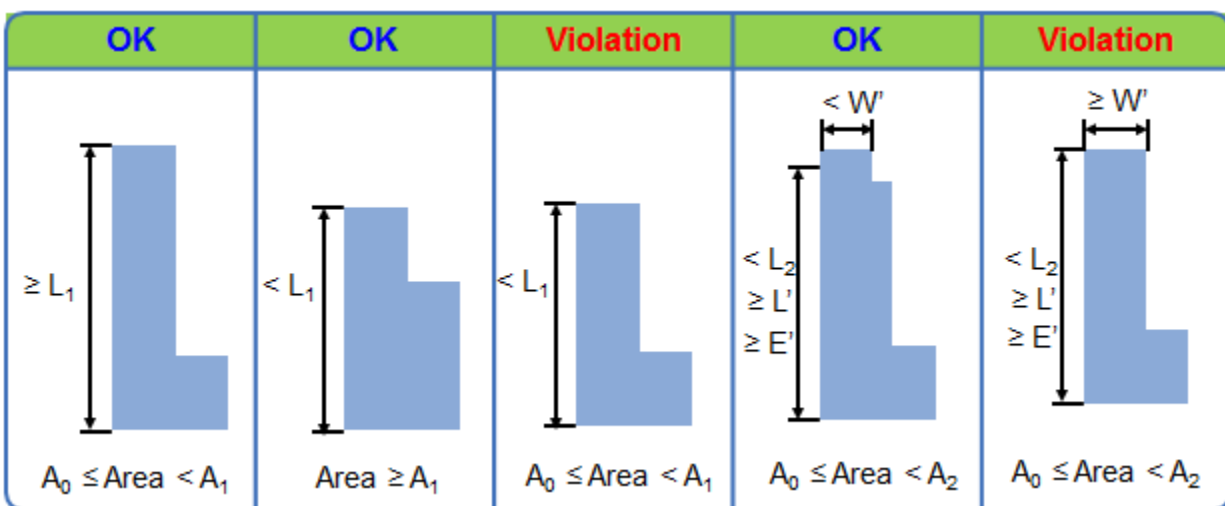 OK
OK
Violation
OK
Violation
≥ L₁
A₀ ≤ Area < A₁
< L₁
Area ≥ A₁
< L₁
A₀ ≤ Area < A₁
< W’
< L₂
≥ L’
≥ E’
A₀ ≤ Area < A₂
≥ W’
< L₂
≥ L’
≥ E’
A₀ ≤ Area < A₂